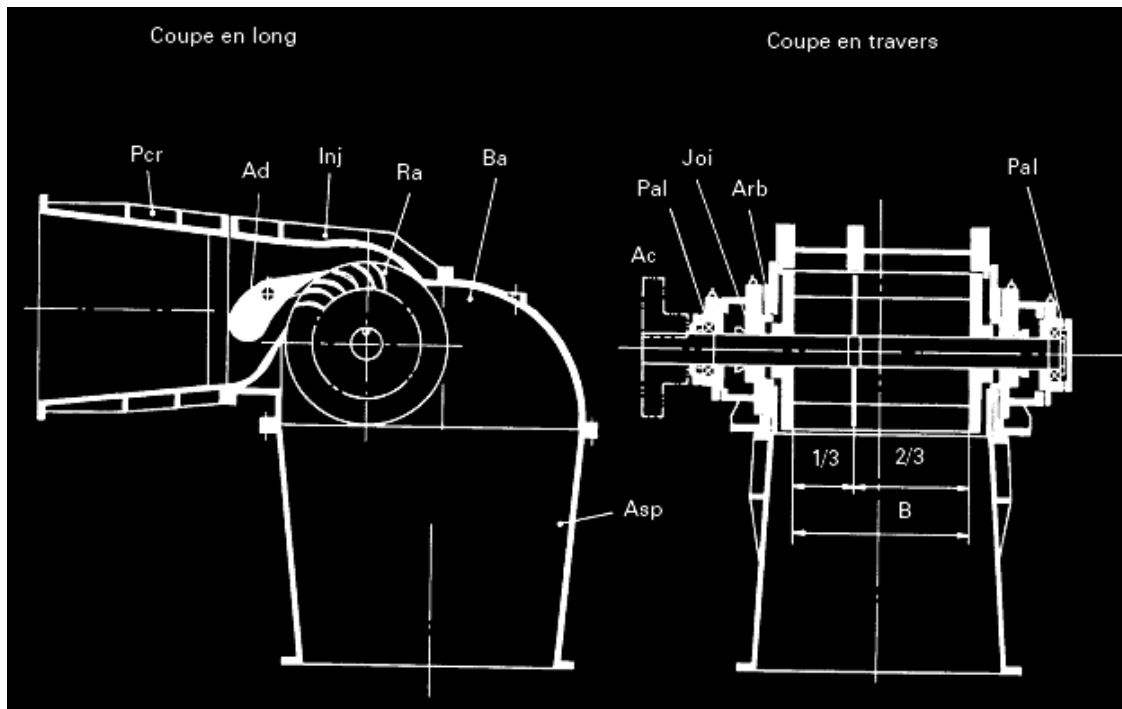 Coupe en long
Coupe en travers
Pcr
Ad
Inj
Ra
Ba
Joi
Pal
Arb
Pal
Ac
1/3
2/3
B
Asp